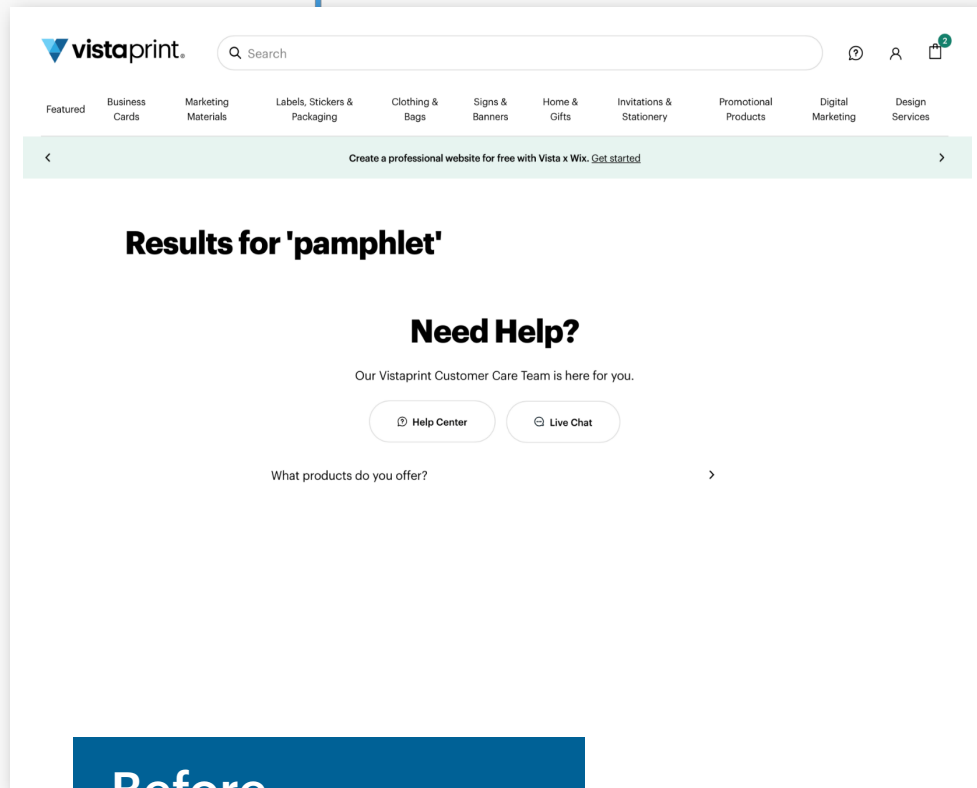 vistaprint.
Search
2
Featured
Business Cards
Marketing Materials
Labels, Stickers & Packaging
Clothing & Bags
Signs & Banners
Home & Gifts
Invitations & Stationery
Promotional Products
Digital Marketing
Design Services
Create a professional website for free with Vista x Wix. Get started
Results for 'pamphlet'
Need Help?
Our Vistaprint Customer Care Team is here for you.
Help Center
Live Chat
What products do you offer?
Before